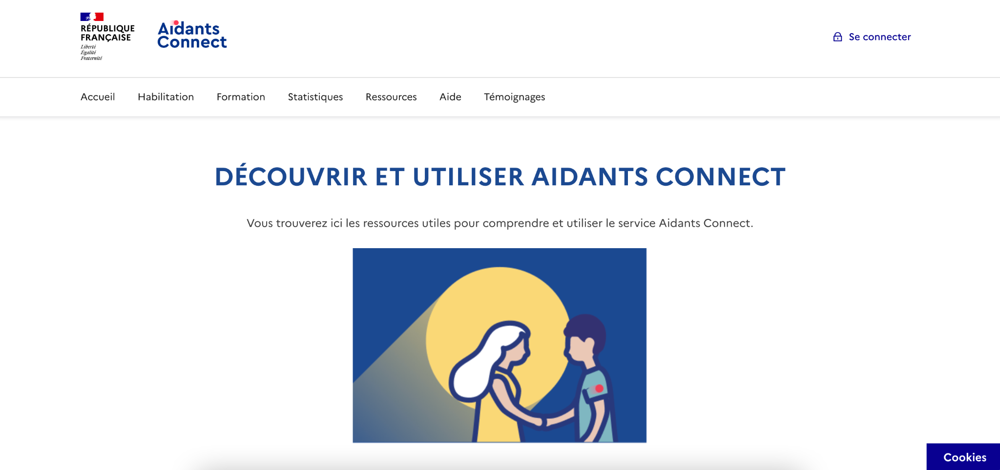 RÉPUBLIQUE
FRANÇAISE
Liberté
Égalité
Fraternité
Aidants
Connect
Se connecter
Accueil Habilitation Formation Statistiques Ressources Aide Témoignages
DÉCOUVRIR ET UTILISER AIDANTS CONNECT
Vous trouverez ici les ressources utiles pour comprendre et utiliser le service Aidants Connect.
Cookies